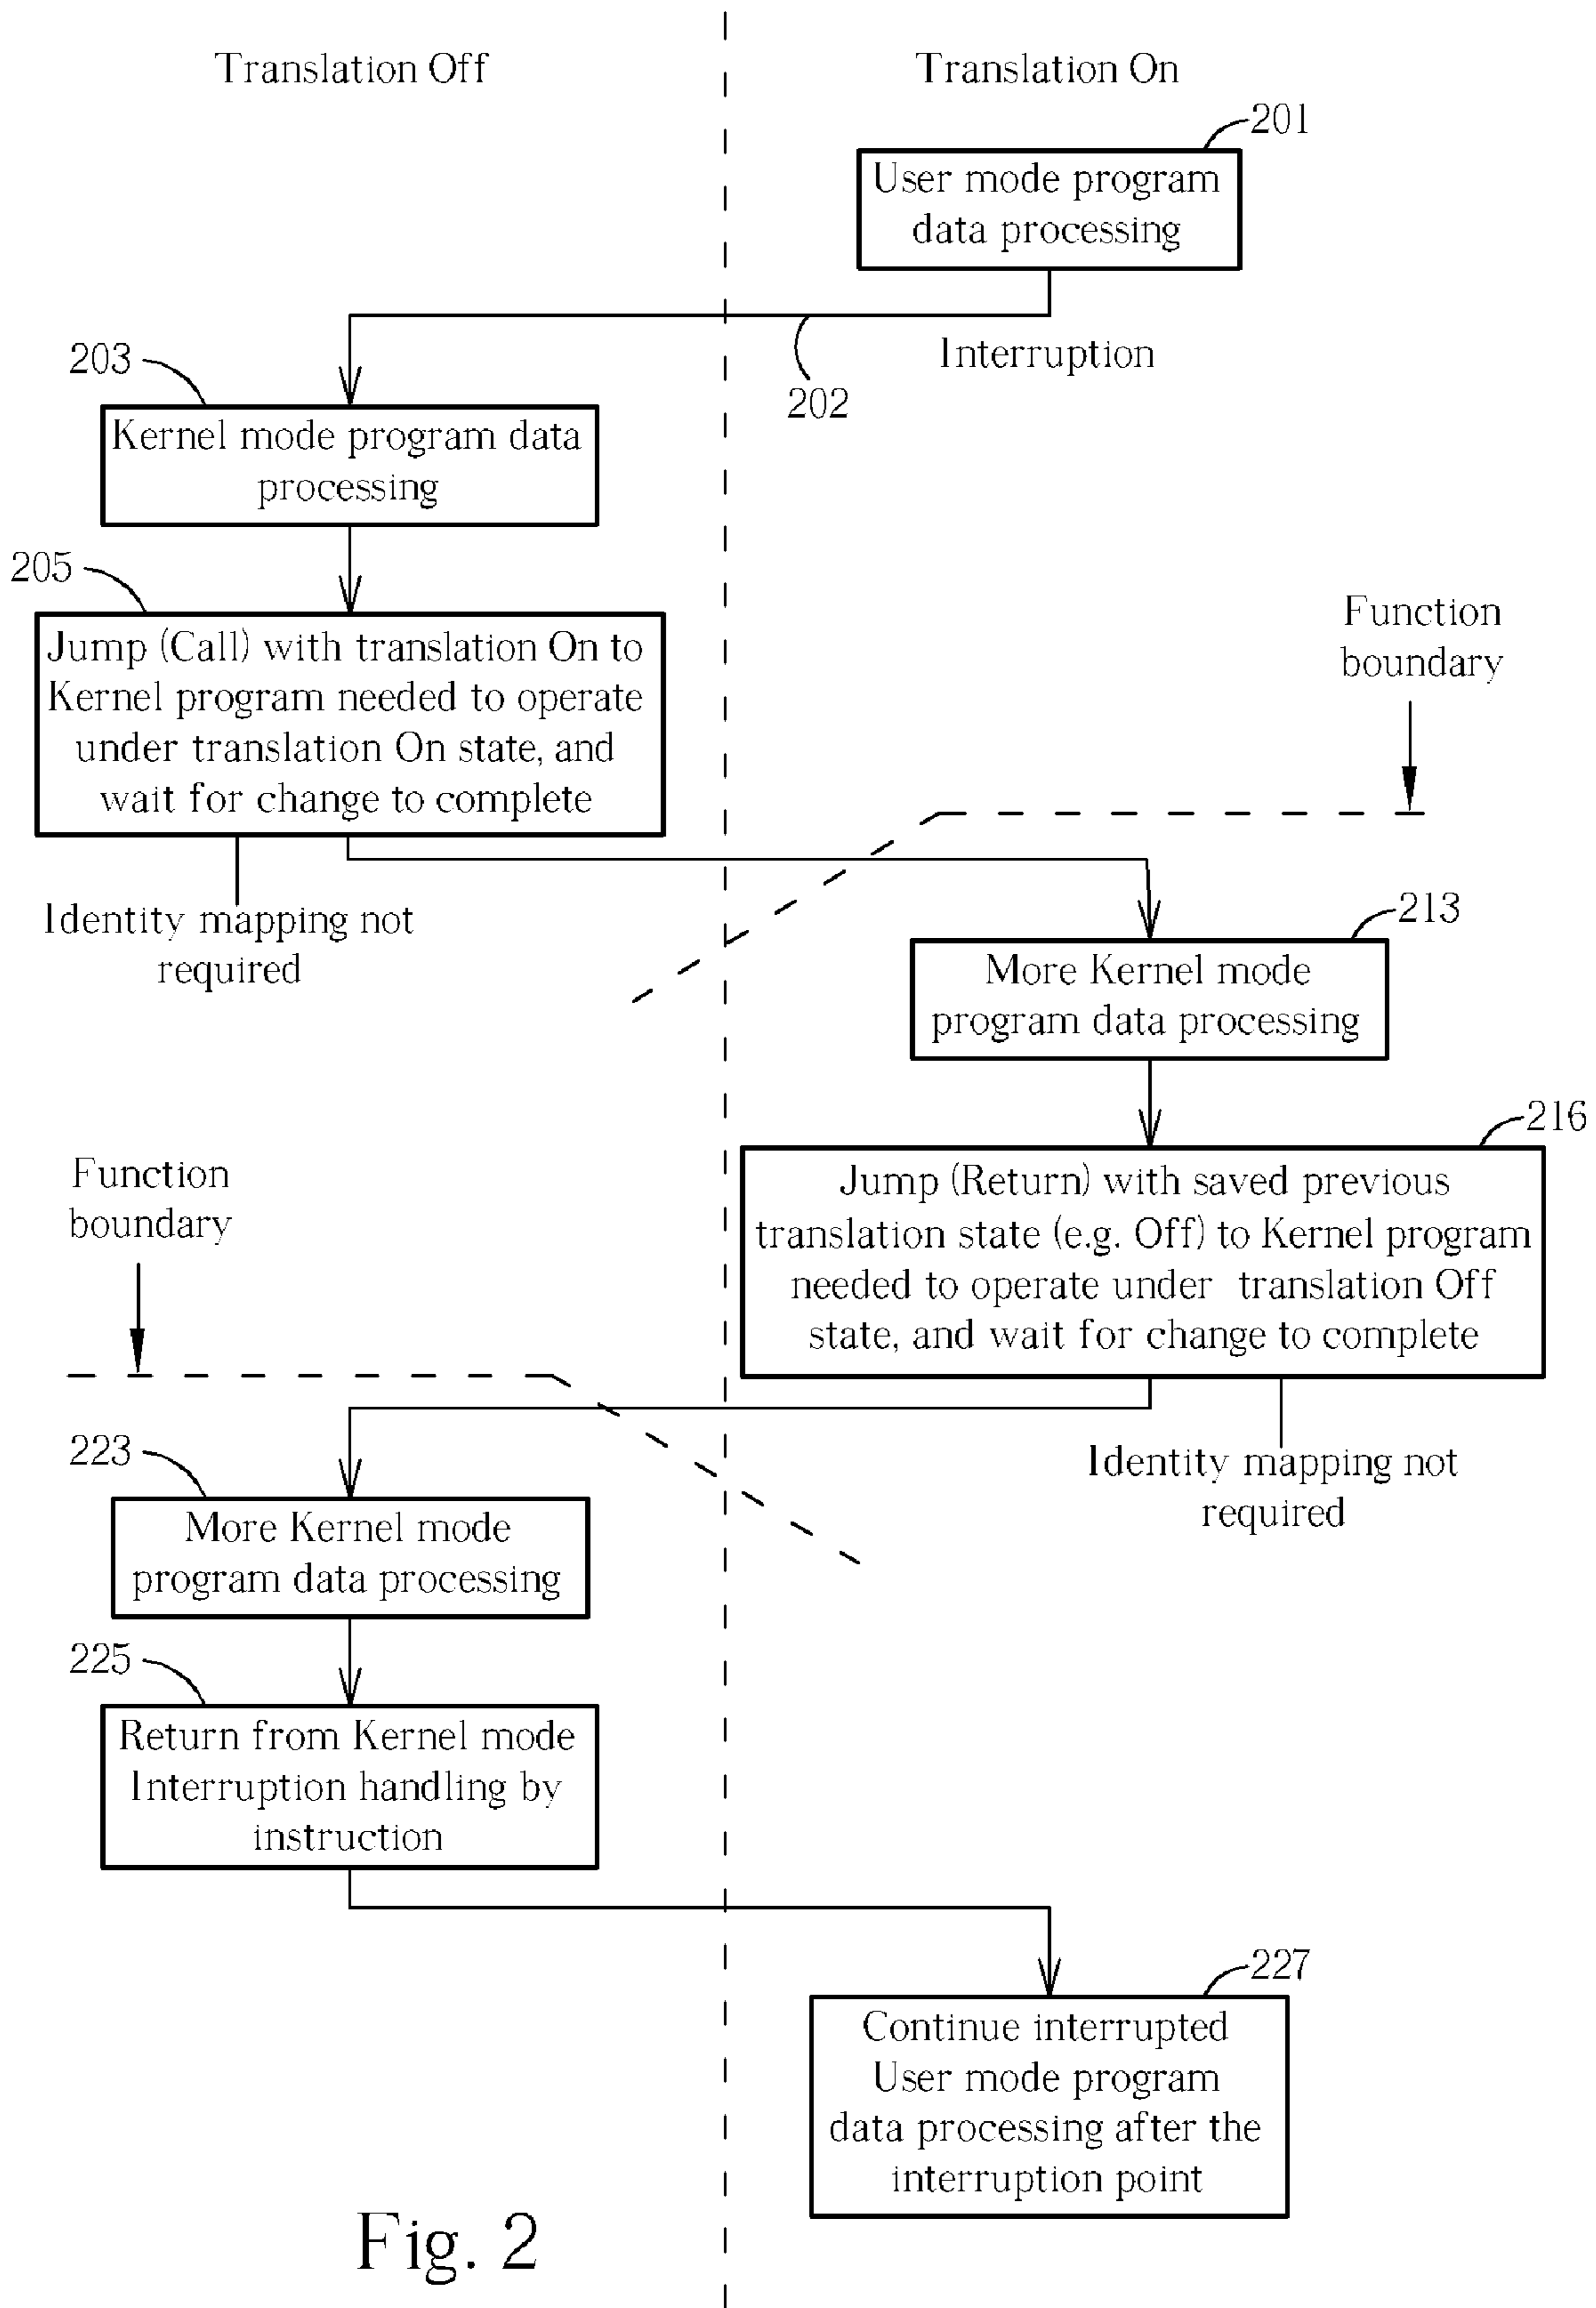 Translation Off
Translation On
201
User mode program
data processing
Interruption
202
203
Kernel mode program data
processing
205
Jump (Call) with translation On to
Kernel program needed to operate
under translation On state, and
wait for change to complete
Identity mapping not
required
Function
boundary
213
More Kernel mode
program data processing
216
Jump (Return) with saved previous
translation state (e.g. Off) to Kernel program
needed to operate under translation Off
state, and wait for change to complete
Identity mapping not
required
Function
boundary
223
More Kernel mode
program data processing
225
Return from Kernel mode
Interruption handling by
instruction
227
Continue interrupted
User mode program
data processing after the
interruption point
Fig. 2